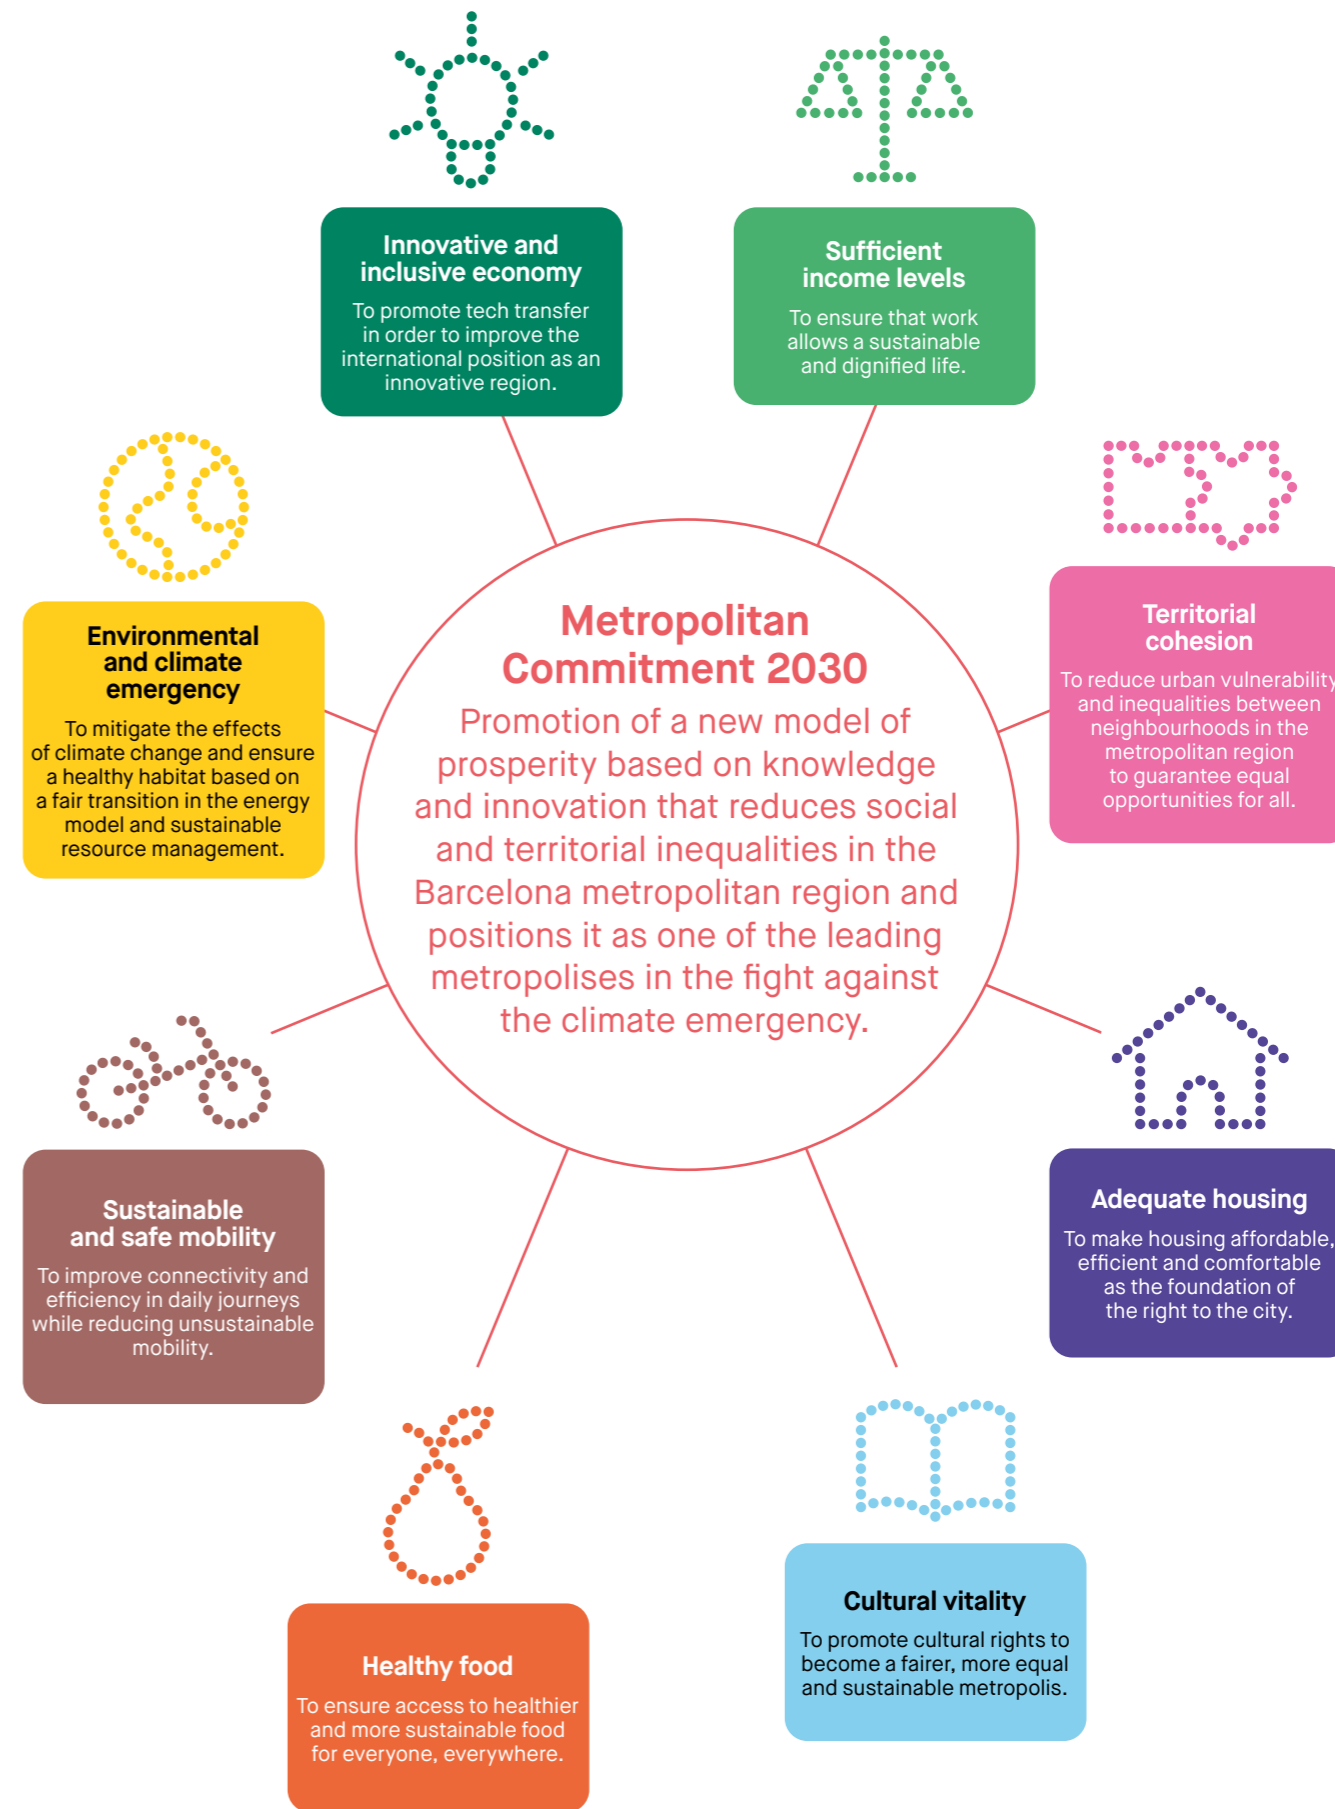 Innovative and
inclusive economy
To promote tech transfer
in order to improve the
international position as an
innovative region.
Sufficient
income levels
To ensure that work
allows a sustainable
and dignified life.
Environmental
and climate
emergency
To mitigate the effects
of climate change and ensure
a healthy habitat based on
a fair transition in the energy
model and sustainable
resource management.
Metropolitan
Commitment 2030
Promotion of a new model of
prosperity based on knowledge
and innovation that reduces social
and territorial inequalities in the
Barcelona metropolitan region and
positions it as one of the leading
metropolises in the fight against
the climate emergency.
Territorial
cohesion
To reduce urban vulnerability
and inequalities between
neighbourhoods in the
metropolitan region
to guarantee equal
opportunities for all.
Sustainable
and safe mobility
To improve connectivity and
efficiency in daily journeys
while reducing unsustainable
mobility.
Adequate housing
To make housing affordable,
efficient and comfortable
as the foundation of
the right to the city.
Healthy food
To ensure access to healthier
and more sustainable food
for everyone, everywhere.
Cultural vitality
To promote cultural rights to
become a fairer, more equal
and sustainable metropolis.